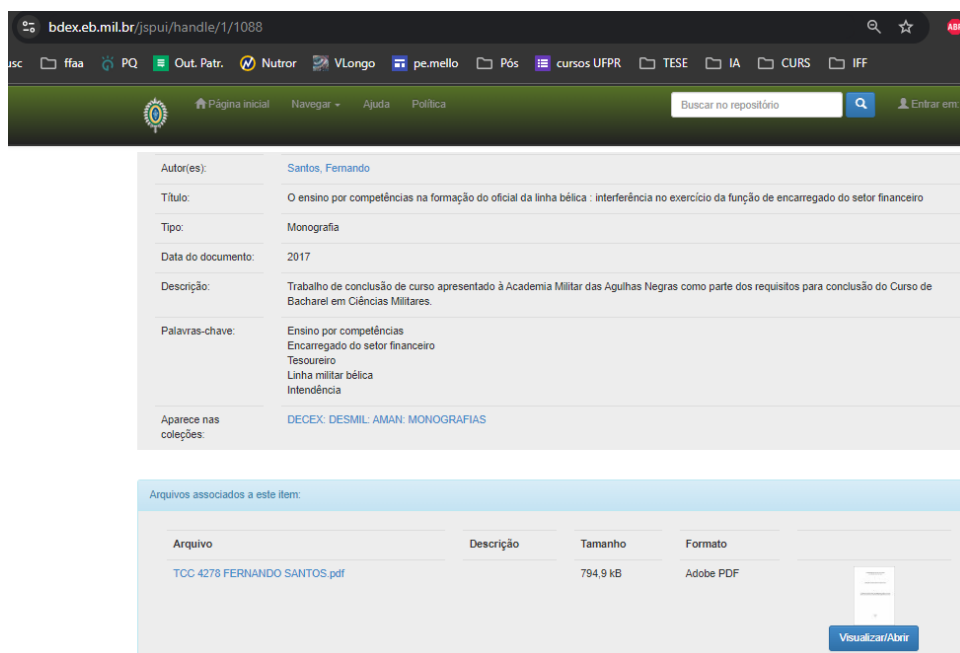 bdex.eb.mil.br/jspui/handle/1/1088
usc ffaa PQ Out. Patr. Nutror VLongo pe.mello Pós cursos UFPR TESE IA CURS IFF
Página inicial Navegar Ajuda Política Buscar no repositório Entrar em:
Autor(es): Santos, Fernando
Título: O ensino por competências na formação do oficial da linha bélica : interferência no exercício da função de encarregado do setor financeiro
Tipo: Monografia
Data do documento: 2017
Descrição: Trabalho de conclusão de curso apresentado à Academia Militar das Agulhas Negras como parte dos requisitos para conclusão do Curso de
Bacharel em Ciências Militares.
Palavras-chave: Ensino por competências
Encarregado do setor financeiro
Tesoureiro
Linha militar bélica
Intendência
Aparece nas DECEX: DESMIL: AMAN: MONOGRAFIAS
coleções:
Arquivos associados a este item:
Arquivo Descrição Tamanho Formato
TCC 4278 FERNANDO SANTOS.pdf 794,9 kB Adobe PDF
Visualizar/Abrir